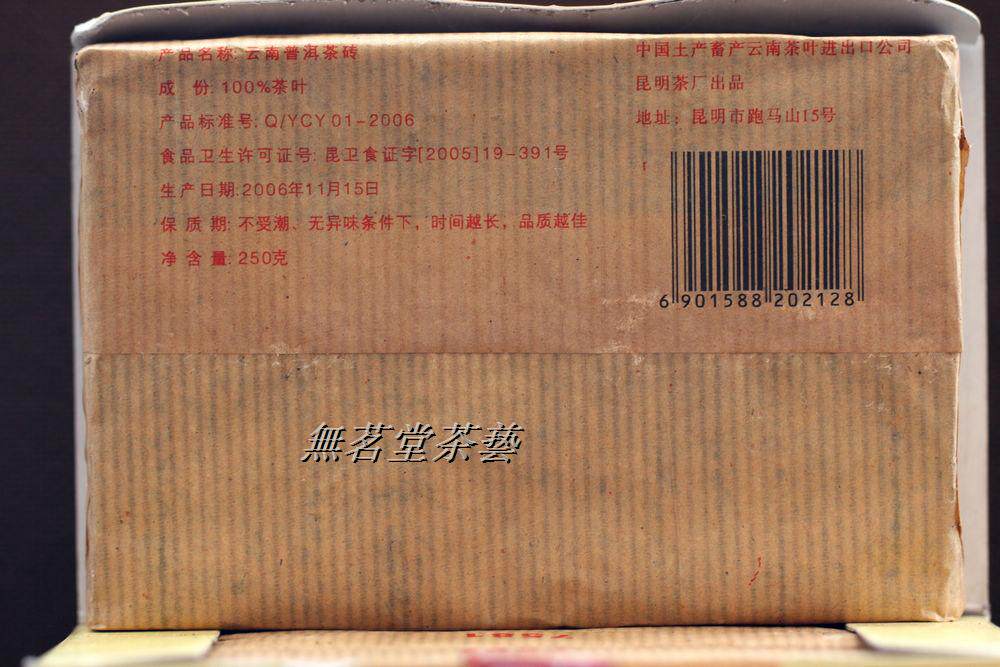 产品名称: 云南普洱茶砖
成 份: 100%茶叶
产品标准号: Q/YCY 01-2006
食品卫生许可证号: 昆卫食证字[2005]19-391号
生产日期:2006年11月15日
保 质 期: 不受潮、无异味条件下，时间越长，品质越佳
净 含 量: 250克
中国土产畜产云南茶叶进出口公司
昆明茶厂出品
地址：昆明市跑马山15号
6 901588 202128
無茗堂茶藝
7581